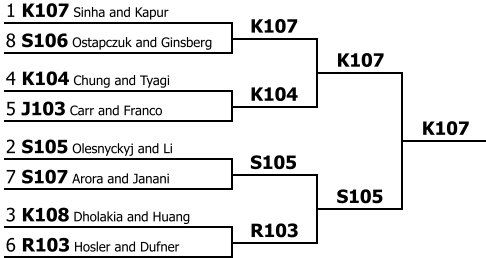 1 K107 Sinha and Kapur
8 S106 Ostapczuk and Ginsberg
K107
4 K104 Chung and Tyagi
5 J103 Carr and Franco
K104
K107
2 S105 Olesnyckyj and Li
7 S107 Arora and Janani
S105
3 K108 Dholakia and Huang
6 R103 Hosler and Dufner
R103
S105
K107